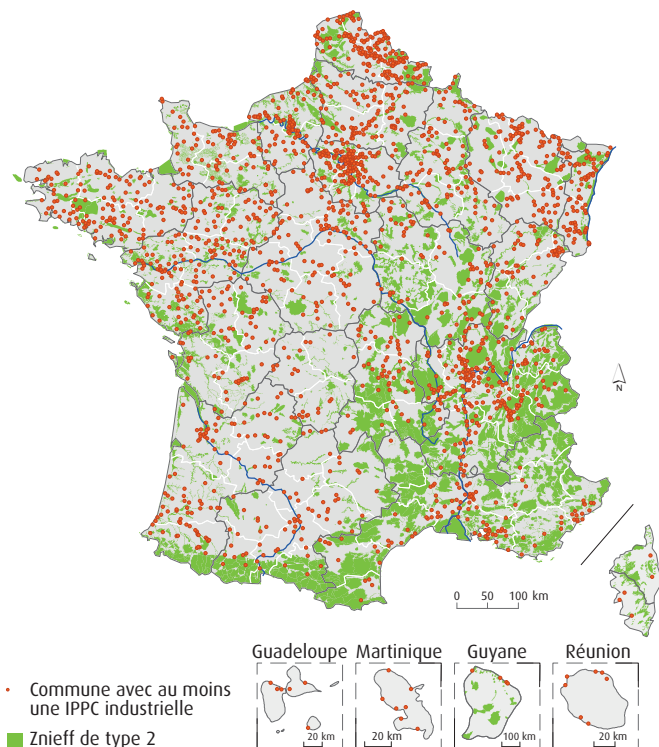 N
0 50 100 km
Guadeloupe Martinique Guyane Réunion
20 km 20 km 100 km 20 km
Commune avec au moins
une IPPC industrielle
Znieff de type 2